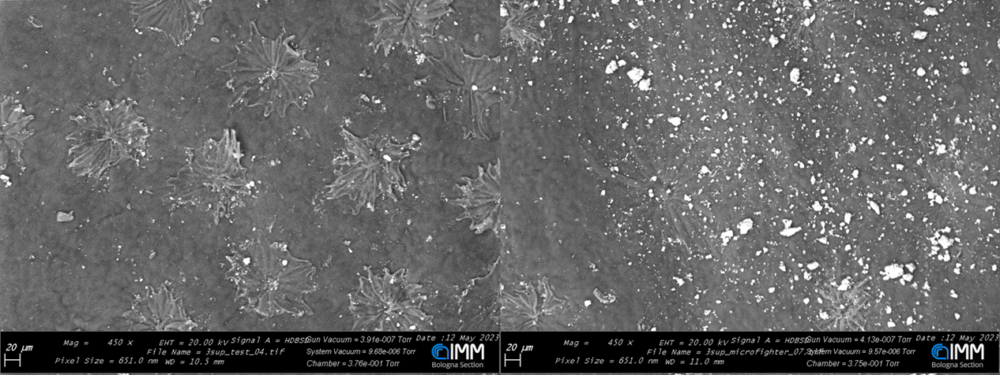 20 μm
Mag = 450 X
EHT = 20.00 kV
Signal A = HDBSD
Gun Vacuum = 3.91e-007 Torr
Date :12 May 2023
File Name = 3sup_test_04.tif
System Vacuum = 9.68e-006 Torr
Pixel Size = 651.0 nm
WD = 10.5 mm
Chamber = 3.76e-001 Torr
IMM
Bologna Section
20 μm
Mag = 450 X
EHT = 20.00 kV
Signal A = HDBSD
Gun Vacuum = 4.13e-007 Torr
Date :12 May 2023
File Name = 3sup_microfighter_07.tif
Vacuum = 9.57e-006 Torr
Pixel Size = 651.0 nm
WD = 11.0 mm
Chamber = 3.75e-001 Torr
IMM
Bologna Section